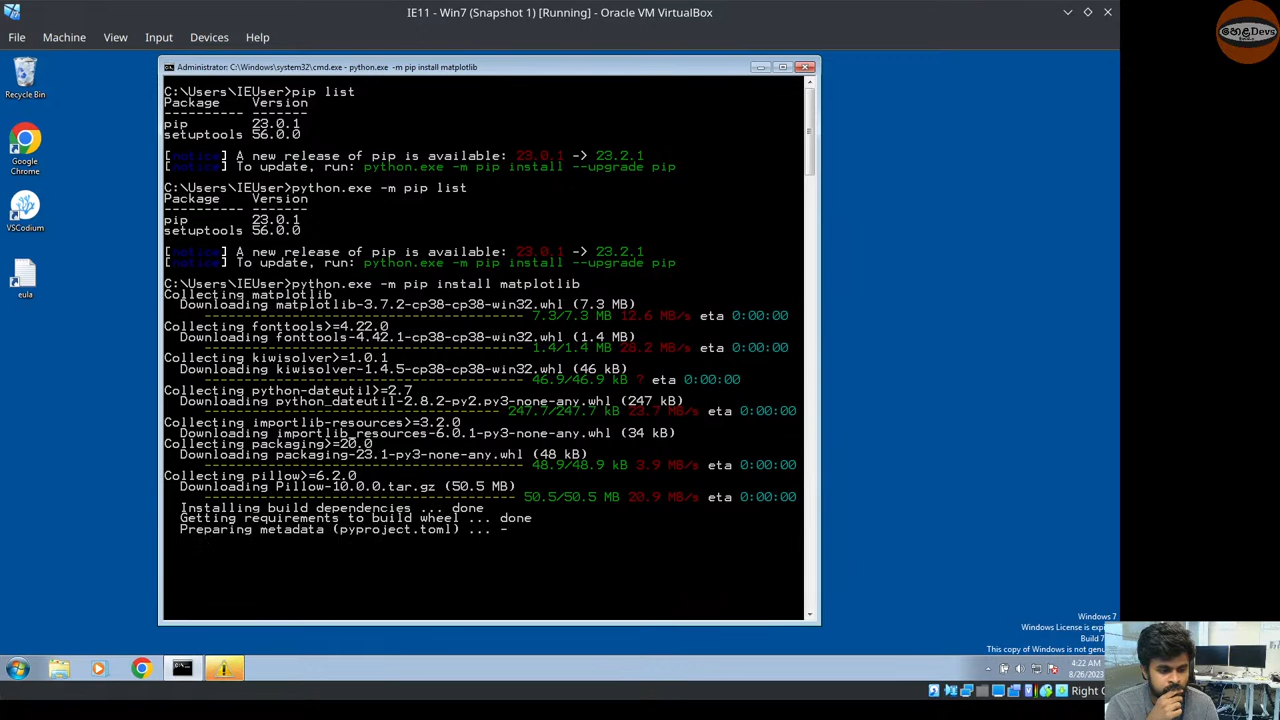 IE11 - Win7 (Snapshot 1) [Running] - Oracle VM VirtualBox
File Machine View Input Devices Help
හෙළDevs
Recycle Bin
Google Chrome
VSCodium
eula
Administrator: C:\Windows\system32\cmd.exe - python.exe -m pip install matplotlib
C:\Users\IEUser>pip list
Package    Version
---------- -------
pip        23.0.1
setuptools 56.0.0
[notice] A new release of pip is available: 23.0.1 -> 23.2.1
[notice] To update, run: python.exe -m pip install --upgrade pip
C:\Users\IEUser>python.exe -m pip list
Package    Version
---------- -------
pip        23.0.1
setuptools 56.0.0
[notice] A new release of pip is available: 23.0.1 -> 23.2.1
[notice] To update, run: python.exe -m pip install --upgrade pip
C:\Users\IEUser>python.exe -m pip install matplotlib
Collecting matplotlib
Downloading matplotlib-3.7.2-cp38-cp38-win32.whl (7.3 MB)
---------------------------------------- 7.3/7.3 MB 12.6 MB/s eta 0:00:00
Collecting fonttools>=4.22.0
Downloading fonttools-4.42.1-cp38-cp38-win32.whl (1.4 MB)
---------------------------------------- 1.4/1.4 MB 28.2 MB/s eta 0:00:00
Collecting kiwisolver>=1.0.1
Downloading kiwisolver-1.4.5-cp38-cp38-win32.whl (46 kB)
---------------------------------------- 46.9/46.9 kB ? eta 0:00:00
Collecting python-dateutil>=2.7
Downloading python_dateutil-2.8.2-py2.py3-none-any.whl (247 kB)
------------------------------------- 247.7/247.7 kB 23.7 MB/s eta 0:00:00
Collecting importlib-resources>=3.2.0
Downloading importlib_resources-6.0.1-py3-none-any.whl (34 kB)
Collecting packaging>=20.0
Downloading packaging-23.1-py3-none-any.whl (48 kB)
---------------------------------------- 48.9/48.9 kB 3.9 MB/s eta 0:00:00
Collecting pillow>=6.2.0
Downloading Pillow-10.0.0.tar.gz (50.5 MB)
--------------------------------------- 50.5/50.5 MB 20.9 MB/s eta 0:00:00
Installing build dependencies ... done
Getting requirements to build wheel ... done
Preparing metadata (pyproject.toml) ... -
Windows 7
Windows License is
Build 7
This copy of Windows is not
4:22 AM
8/26/2023
Right